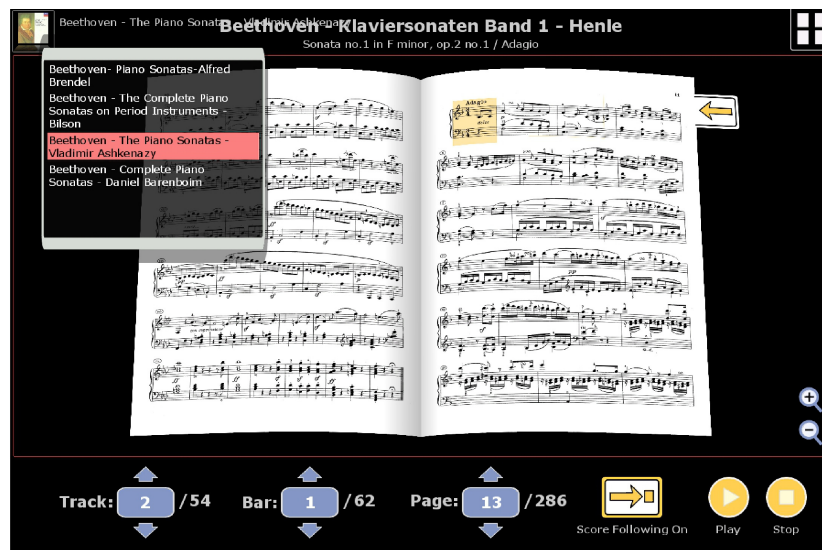 Beethoven - The Piano Sonatas - Vladimir Ashkenazy
Beethoven - Klaviersonaten Band 1 - Henle
Sonata no.1 in F minor, op.2 no.1 / Adagio
Beethoven- Piano Sonatas-Alfred
Brendel
Beethoven - The Complete Piano
Sonatas on Period Instruments -
Bilson
Beethoven - The Piano Sonatas -
Vladimir Ashkenazy
Beethoven - Complete Piano
Sonatas - Daniel Barenboim
Adagio
Track: 2 /54 Bar: 1 /62 Page: 13 /286
Score Following On Play Stop